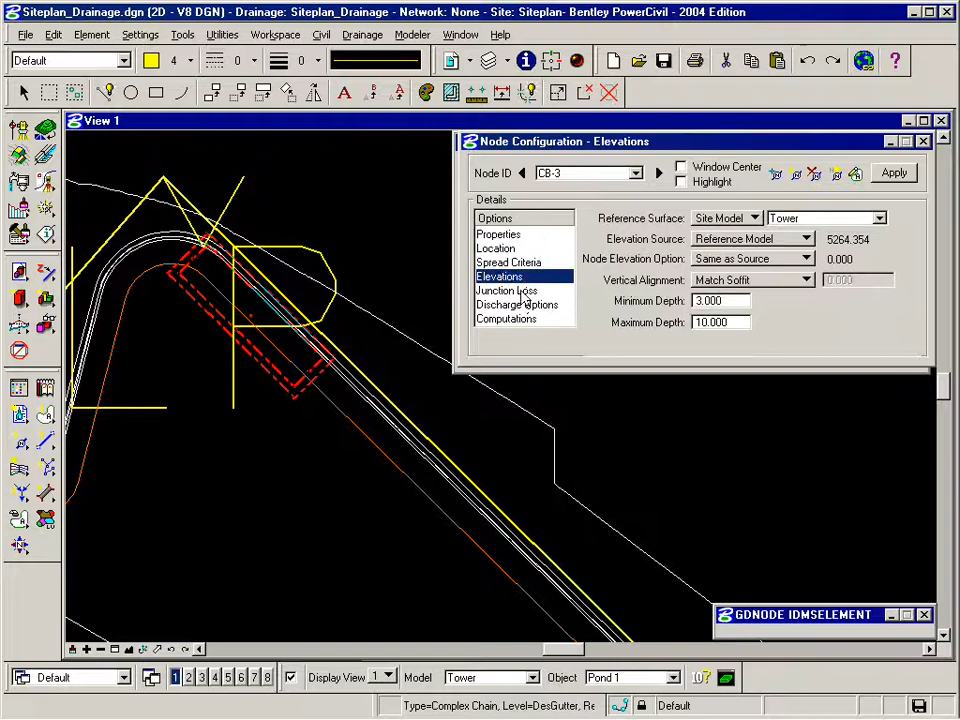 Siteplan_Drainage.dgn (2D - V8 DGN) - Drainage: Siteplan_Drainage - Network: None - Site: Siteplan- Bentley PowerCivil - 2004 Edition
File Edit Element Settings Tools Utilities Workspace Civil Drainage Modeler Window Help
Default 4 0 0
View 1
Node Configuration - Elevations
Node ID CB-3 Window Center Highlight Apply
Details
Options
Properties
Location
Spread Criteria
Elevations
Junction Loss
Discharge Options
Computations
Reference Surface: Site Model Tower
Elevation Source: Reference Model 5264.354
Node Elevation Option: Same as Source 0.000
Vertical Alignment: Match Soffit 0.000
Minimum Depth: 3.000
Maximum Depth: 10.000
GDNODE IDMSELEMENT
Default 1 2 3 4 5 6 7 8 Display View 1 Model Tower Object Pond 1
Type=Complex Chain, Level=DesGutter, Re Default